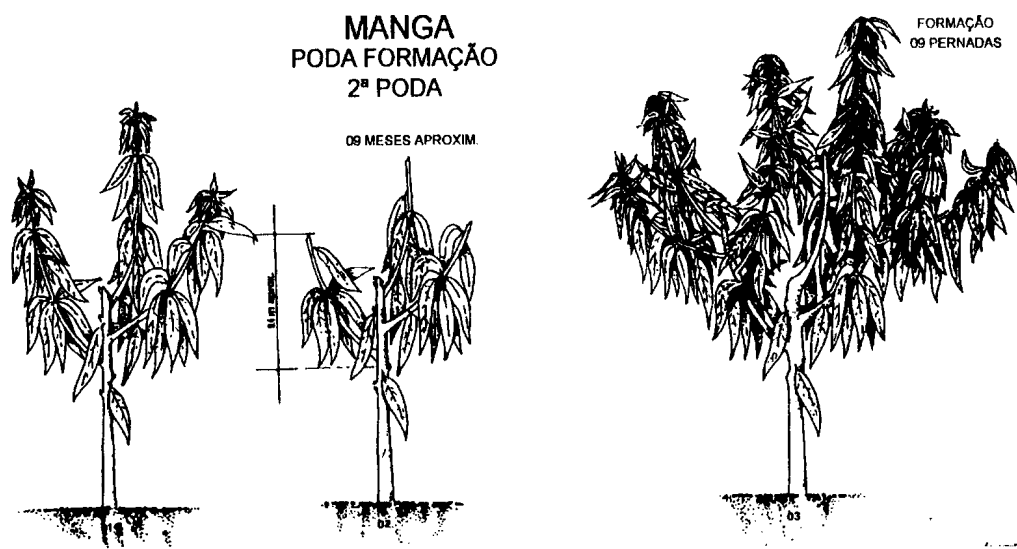 MANGA
PODA FORMAÇÃO
2ª PODA
09 MESES APROXIM.
FORMAÇÃO
09 PERNADAS
02
03